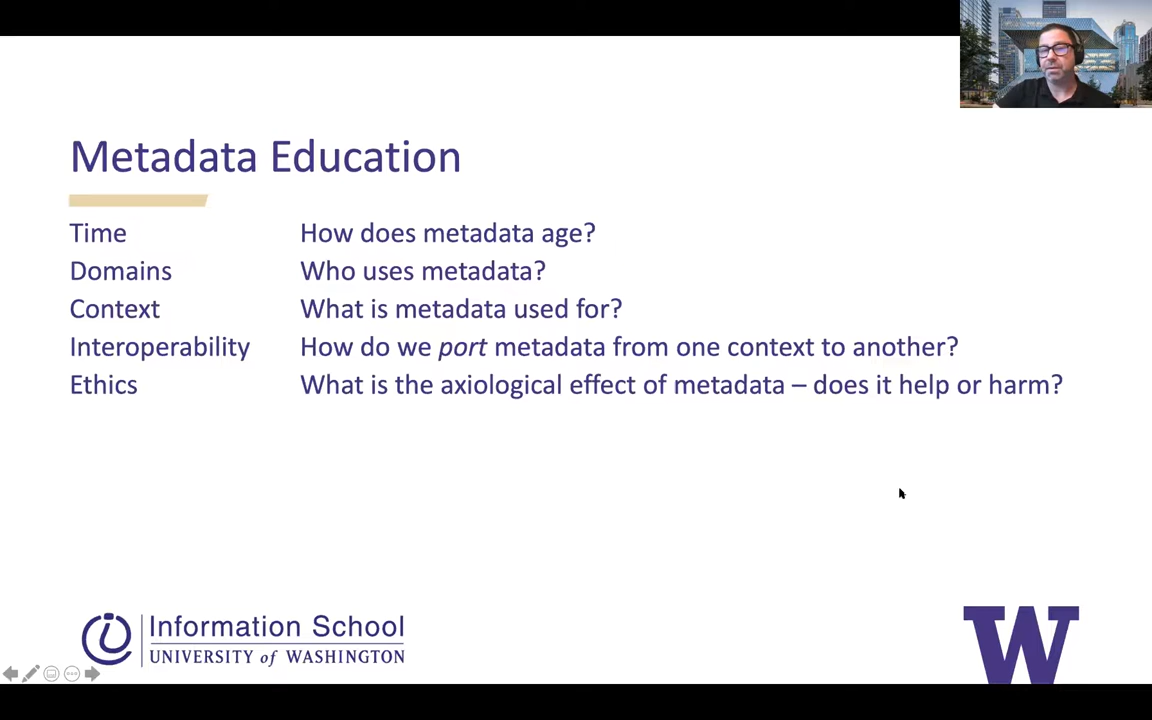 Metadata Education
Time How does metadata age?
Domains Who uses metadata?
Context What is metadata used for?
Interoperability How do we port metadata from one context to another?
Ethics What is the axiological effect of metadata – does it help or harm?
Information School
UNIVERSITY of WASHINGTON
W